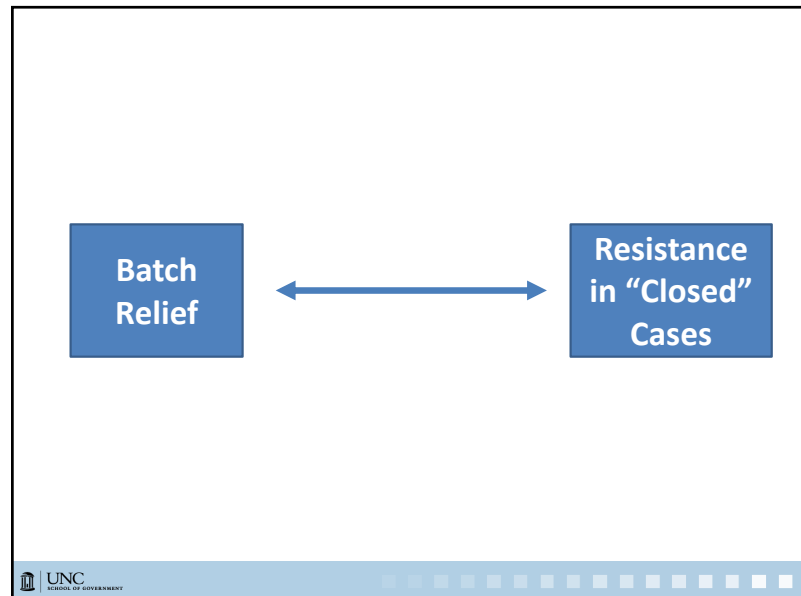 Batch
Relief
Resistance
in “Closed”
Cases
UNC
SCHOOL OF GOVERNMENT